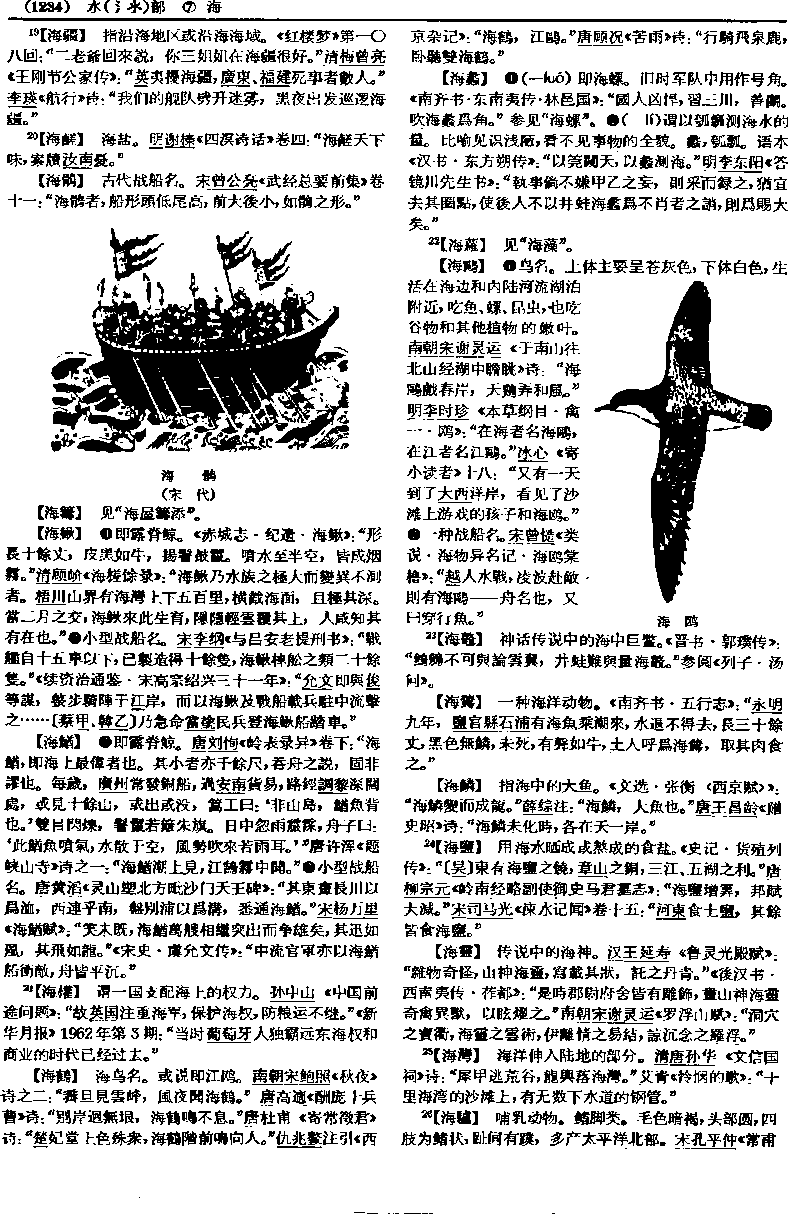 (1234) 水(氵氺)部 ⑦ 海
¹⁹【海疆】 指沿海地区或沿海海域。《红楼梦》第一〇
八回：“二老爺回來説，你三姐姐在海疆很好。”清梅曾亮
《王刚节公家传》：“英夷擾海疆，廣東、福建死事者數人。”
李瑛《航行》诗：“我们的舰队劈开迷雾，黑夜出发巡逻海
疆。”
²⁰【海鹺】 海盐。明谢榛《四溟诗话》卷四：“海鹺天下
味，案牘汝南憂。”
【海鶻】 古代战船名。宋曾公亮《武经总要前集》卷
十一：“海鶻者，船形頭低尾高，前大後小，如鶻之形。”
海 鶻
（宋 代）
【海籌】 见“海屋籌添”。
【海鰍】 ❶即露脊鲸。《赤城志·纪遗·海鰍》：“形
長十餘丈，皮黑如牛，揚鬐鼓鬣。噴水至半空，皆成烟
霧。”清顾岕《海槎馀录》：“海鰍乃水族之極大而變異不測
者。梧川山界有海灣上下五百里，横截海面，且極其深。
當二月之交，海鰍來此生育，隱隱輕雲覆其上，人咸知其
有在也。”❷小型战船名。宋李纲《与吕安老提刑书》：“戰
艦自十五車以下，已製造得十餘隻，海鰍棹船之類二十餘
隻。”《续资治通鉴·宋高宗绍兴三十一年》：“允文即與俊
等謀，整步騎陣于江岸，而以海鰍及戰船載兵駐中流擊
之……〔蔡甲、韓乙〕乃急命當塗民兵登海鰍船踏車。”
【海鰌】 ❶即露脊鲸。唐刘恂《岭表录异》卷下：“海
鰌，即海上最偉者也。其小者亦千餘尺，吞舟之説，固非
謬也。每歲，廣州常發銅船，過安南貨易，路經調黎深闊
處，或見十餘山，或出或没，篙工曰：‘非山島，鰌魚背
也。’雙目閃爍，鬐鬣若簸朱旗。日中忽雨霡霂，舟子曰：
‘此鰌魚噴氣，水散于空，風勢吹來若雨耳。’”唐许浑《题
峡山寺》诗之一：“海鰌潮上見，江鵠霧中聞。”❷小型战船
名。唐黄滔《灵山塑北方毗沙门天王碑》：“其東畫長川以
爲洫，西連乎南，盤别浦以爲溝，悉通海鰌。”宋杨万里
《海鰌赋》：“笑未既，海鰌萬艘相繼突出而争雄矣，其迅如
風，其飛如龍。”《宋史·虞允文传》：“中流官軍亦以海鰌
船衝敵，舟皆平沉。”
²¹【海權】 谓一国支配海上的权力。孙中山《中国前
途问题》：“故英国注重海军，保护海权，防粮运不继。”《新
华月报》1962年第3期：“当时葡萄牙人独霸远东海权和
商业的时代已经过去。”
【海鶴】 海鸟名。或说即江鸥。南朝宋鲍照《秋夜》
诗之二：“霽旦見雲峰，風夜聞海鶴。”唐高適《酬庞十兵
曹》诗：“别岸迥無垠，海鶴鳴不息。”唐杜甫《寄常徵君》
诗：“楚妃堂上色殊衆，海鶴階前鳴向人。”仇兆鰲注引《西
京杂记》：“海鶴，江鷗。”唐顾况《苦雨》诗：“行騎飛泉鹿，
卧聽雙海鶴。”
【海蠡】 ❶(—luó) 即海螺。旧时军队中用作号角。
《南齐书·东南夷传·林邑国》：“國人凶悍，習山川，善鬬。
吹海蠡爲角。”参见“海螺”。❷(—lí)谓以瓠瓢测海水的
量。比喻见识浅陋，看不见事物的全貌。蠡，瓠瓢。语本
《汉书·东方朔传》：“以筦闚天，以蠡測海。”明李东阳《答
镜川先生书》：“執事倘不嫌甲乙之妄，則采而録之，猶宜
去其圈點，使後人不以井蛙海蠡爲不肖者之誚，則爲賜大
矣。”
²²【海蘊】 见“海藻”。
【海鷗】 ❶鸟名。上体主要呈苍灰色，下体白色，生
活在海边和内陆河流湖泊
附近，吃鱼、螺、昆虫，也吃
谷物和其他植物的嫩叶。
南朝宋谢灵运《于南山往
北山经湖中瞻眺》诗：“海
鷗戲春岸，天鷄弄和風。”
明李时珍《本草纲目·禽
一·鸥》：“在海者名海鷗，
在江者名江鷗。”冰心《寄
小读者》十八：“又有一天
到了大西洋岸，看见了沙
滩上游戏的孩子和海鸥。”
❷一种战船名。宋曾慥《类
说·海物异名记·海鸥棠
檐》：“越人水戰，凌波赴敵，
則有海鷗——舟名也，又
曰穿行魚。”
海 鸥
²³【海鼇】 神话传说中的海中巨鳖。《晋书·郭璞传》：
“鷦鷯不可與論雲翼，井蛙難與量海鼇。”参阅《列子·汤
问》。
【海鱃】 一种海洋动物。《南齐书·五行志》：“永明
九年，鹽官縣石浦有海魚乘潮來，水退不得去，長三十餘
丈，黑色無鱗，未死，有聲如牛，土人呼爲海鱃，取其肉食
之。”
【海鱗】 指海中的大鱼。《文选·张衡〈西京赋〉》：
“海鱗變而成龍。”薛综注：“海鱗，大魚也。”唐王昌龄《赠
史昭》诗：“海鱗未化時，各在天一岸。”
²⁴【海鹽】 用海水晒成或熬成的食盐。《史记·货殖列
传》：“〔吴〕東有海鹽之饒，章山之銅，三江、五湖之利。”唐
柳宗元《岭南经略副使御史马君墓志》：“海鹽增筭，邦賦
大減。”宋司马光《涑水记闻》卷十五：“河東食土鹽，其餘
皆食海鹽。”
【海靈】 传说中的海神。汉王延寿《鲁灵光殿赋》：
“雜物奇怪，山神海靈，寫載其狀，託之丹青。”《後汉书·
西南夷传·莋都》：“是時郡尉府舍皆有雕飾，畫山神海靈
奇禽異獸，以眩燿之。”南朝宋谢灵运《罗浮山赋》：“洞穴
之寶衢，海靈之雲術，伊離情之易結，諒沉念之羅浮。”
²⁵【海灣】 海洋伸入陆地的部分。清唐孙华《文信国
祠》诗：“犀甲逃荒谷，龍輿落海灣。”艾青《怜悯的歌》：“十
里海湾的沙滩上，有无数下水道的钢管。”
²⁶【海驢】 哺乳动物。鳍脚类。毛色暗褐，头部圆，四
肢为鳍状，趾间有蹼，多产太平洋北部。宋孔平仲《常甫